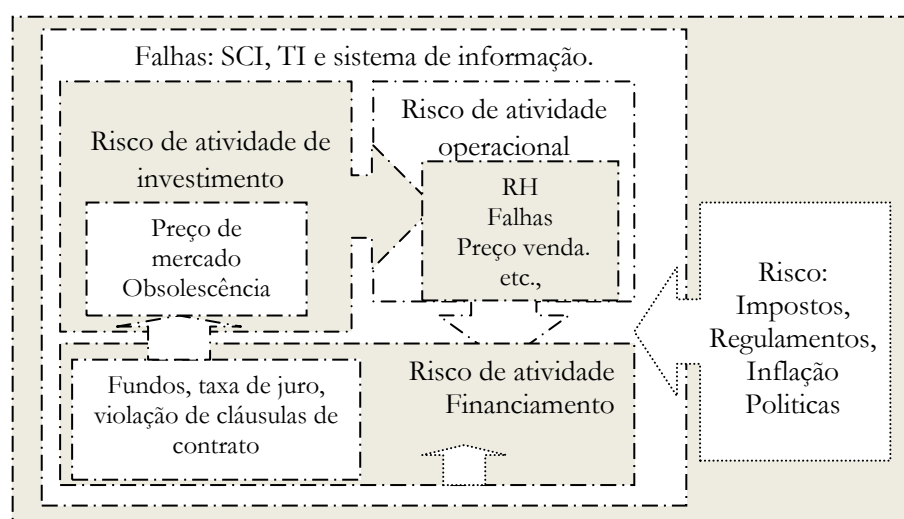 Falhas: SCI, TI e sistema de informação.
Risco de atividade de
investimento
Preço de
mercado
Obsolescência
Risco de atividade
operacional
RH
Falhas
Preço venda.
etc.,
Fundos, taxa de juro,
violação de cláusulas de
contrato
Risco de atividade
Financiamento
Risco:
Impostos,
Regulamentos,
Inflação
Politicas